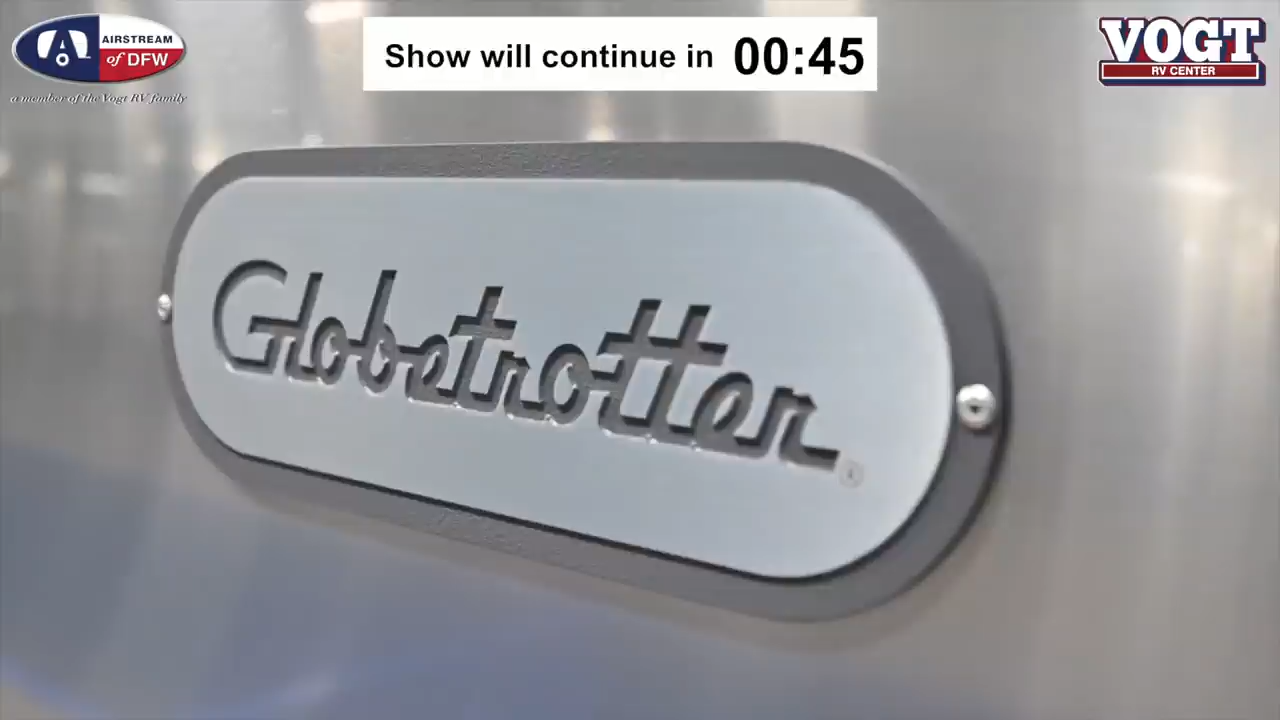 AIRSTREAM
of DFW
a member of the Vogt RV family
Show will continue in 00:45
VOGT
RV CENTER
Globetrotter